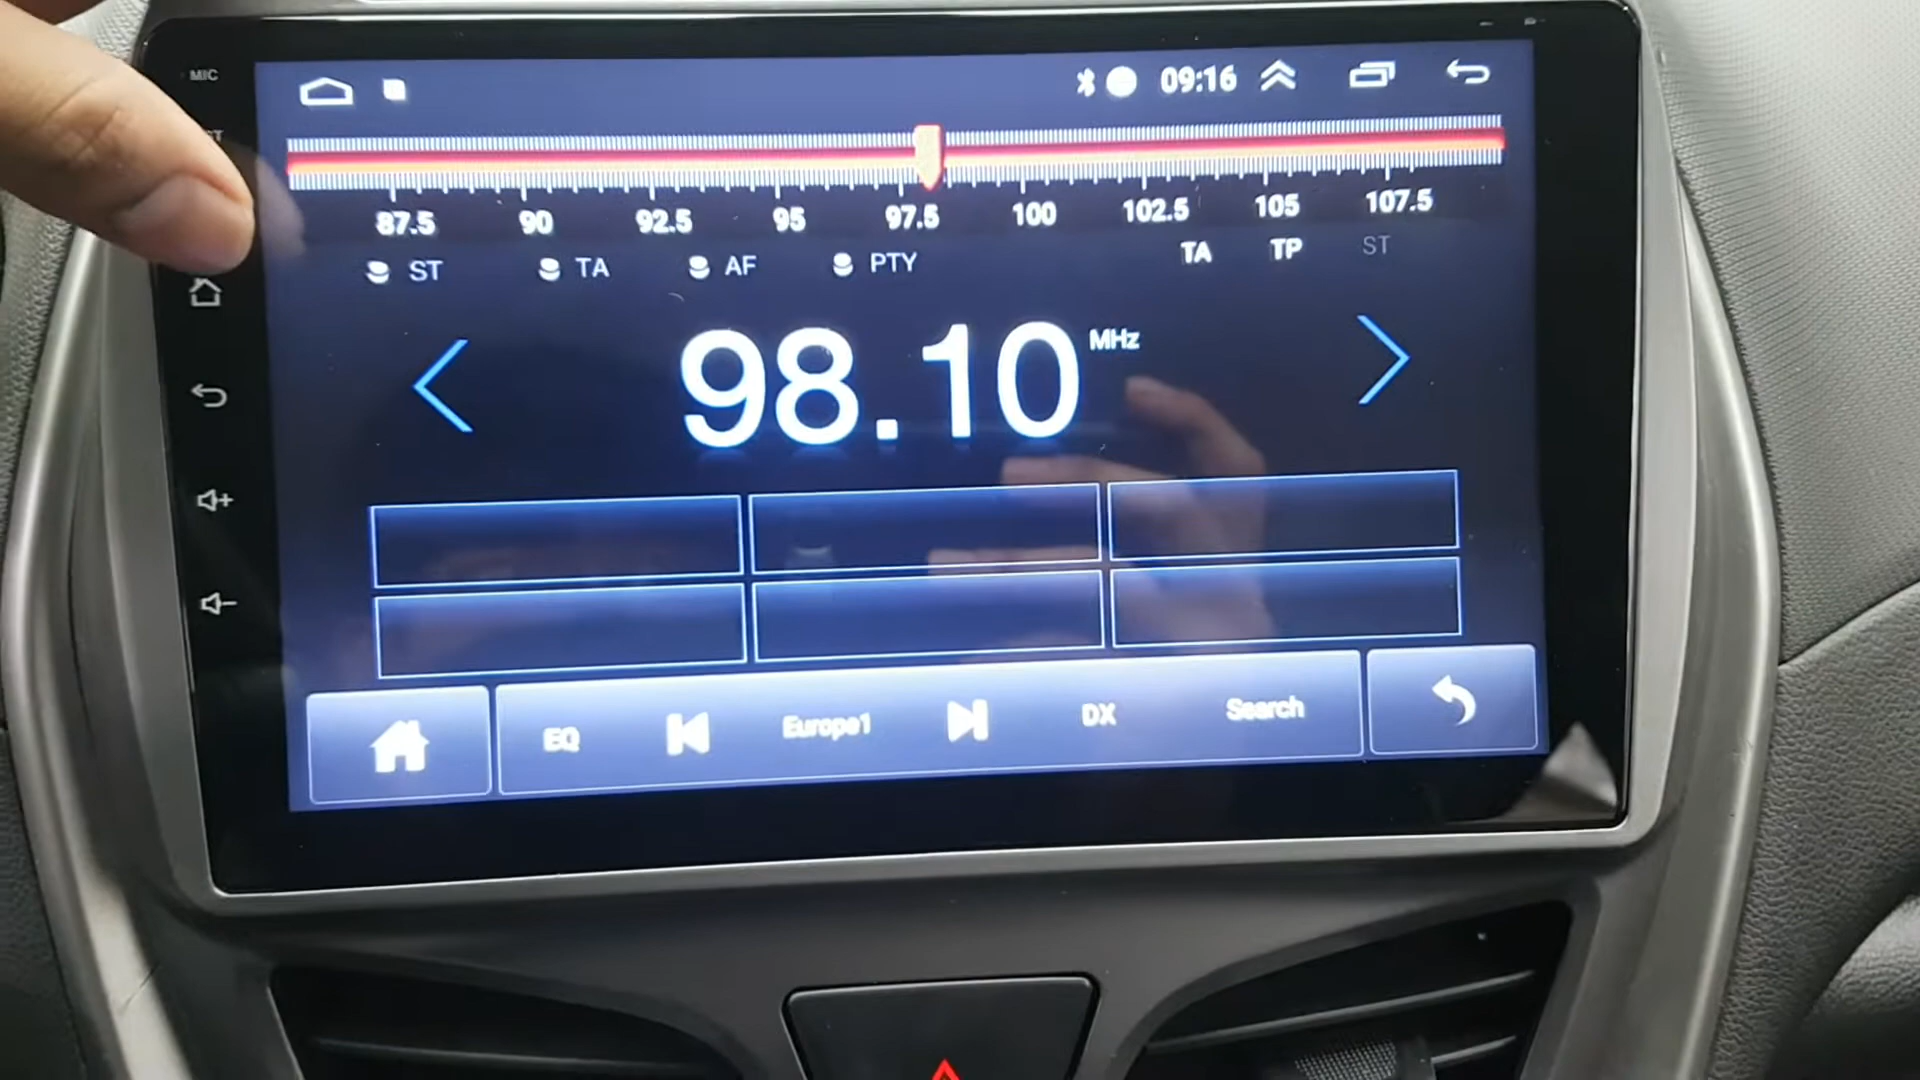 MIC
09:16
87.5 90 92.5 95 97.5 100 102.5 105 107.5
ST TA AF PTY TA TP ST
98.10 MHz
EQ Europe1 DX Search